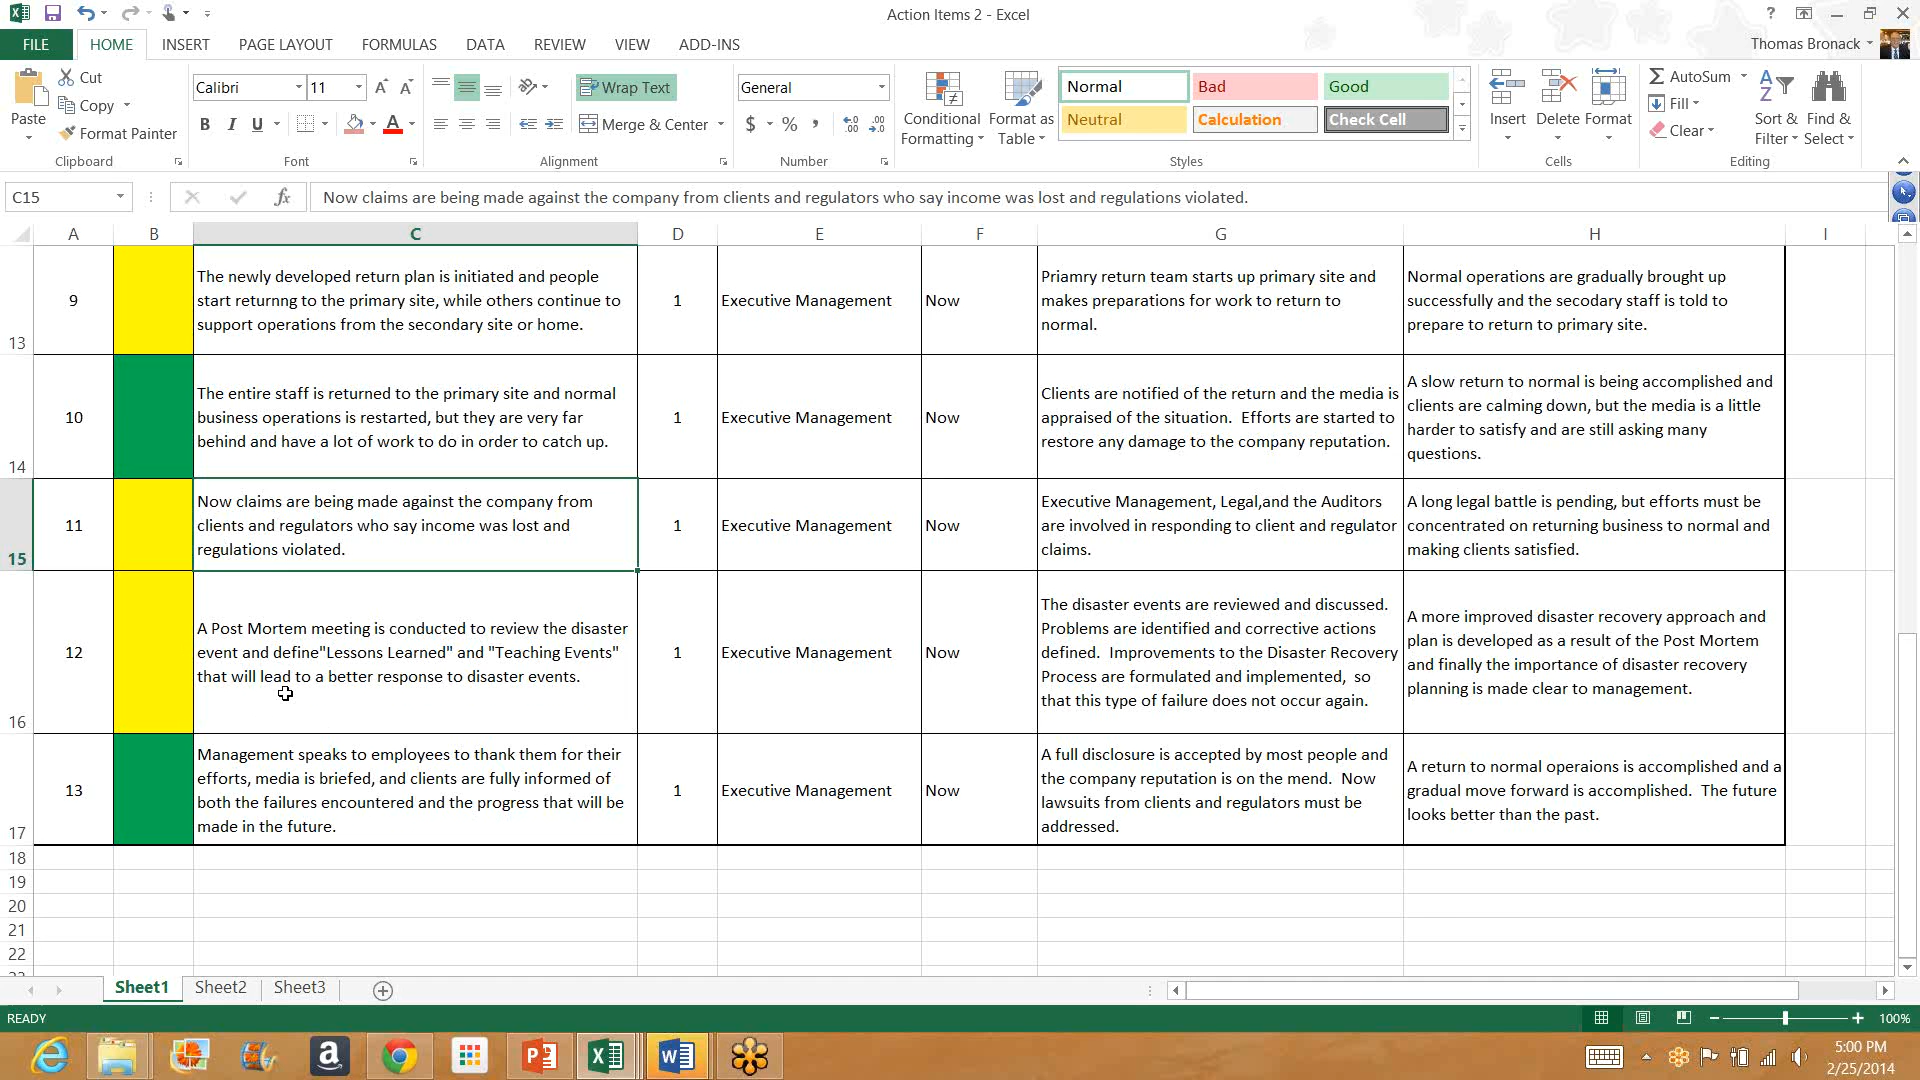 Action Items 2 - Excel
?
FILE HOME INSERT PAGE LAYOUT FORMULAS DATA REVIEW VIEW ADD-INS
Thomas Bronack
Paste
Cut
Copy
Format Painter
Clipboard
Calibri 11
B I U
Font
Wrap Text
Merge & Center
Alignment
General
$ % ,
Number
Conditional Formatting
Format as Table
Normal Bad Good
Neutral Calculation Check Cell
Styles
Insert Delete Format
Cells
AutoSum
Fill
Clear
Sort & Filter
Find & Select
Editing
C15
fx
Now claims are being made against the company from clients and regulators who say income was lost and regulations violated.
A B C D E F G H I
13
9
The newly developed return plan is initiated and people
start returnng to the primary site, while others continue to
support operations from the secondary site or home.
1
Executive Management
Now
Priamry return team starts up primary site and
makes preparations for work to return to
normal.
Normal operations are gradually brought up
successfully and the secodary staff is told to
prepare to return to primary site.
14
10
The entire staff is returned to the primary site and normal
business operations is restarted, but they are very far
behind and have a lot of work to do in order to catch up.
1
Executive Management
Now
Clients are notified of the return and the media is
appraised of the situation.  Efforts are started to
restore any damage to the company reputation.
A slow return to normal is being accomplished and
clients are calming down, but the media is a little
harder to satisfy and are still asking many
questions.
15
11
Now claims are being made against the company from
clients and regulators who say income was lost and
regulations violated.
1
Executive Management
Now
Executive Management, Legal,and the Auditors
are involved in responding to client and regulator
claims.
A long legal battle is pending, but efforts must be
concentrated on returning business to normal and
making clients satisfied.
16
12
A Post Mortem meeting is conducted to review the disaster
event and define"Lessons Learned" and "Teaching Events"
that will lead to a better response to disaster events.
1
Executive Management
Now
The disaster events are reviewed and discussed.
Problems are identified and corrective actions
defined.  Improvements to the Disaster Recovery
Process are formulated and implemented,  so
that this type of failure does not occur again.
A more improved disaster recovery approach and
plan is developed as a result of the Post Mortem
and finally the importance of disaster recovery
planning is made clear to management.
17
13
Management speaks to employees to thank them for their
efforts, media is briefed, and clients are fully informed of
both the failures encountered and the progress that will be
made in the future.
1
Executive Management
Now
A full disclosure is accepted by most people and
the company reputation is on the mend.  Now
lawsuits from clients and regulators must be
addressed.
A return to normal operaions is accomplished and a
gradual move forward is accomplished.  The future
looks better than the past.
18
19
20
21
22
Sheet1 Sheet2 Sheet3
READY
100%
5:00 PM
2/25/2014